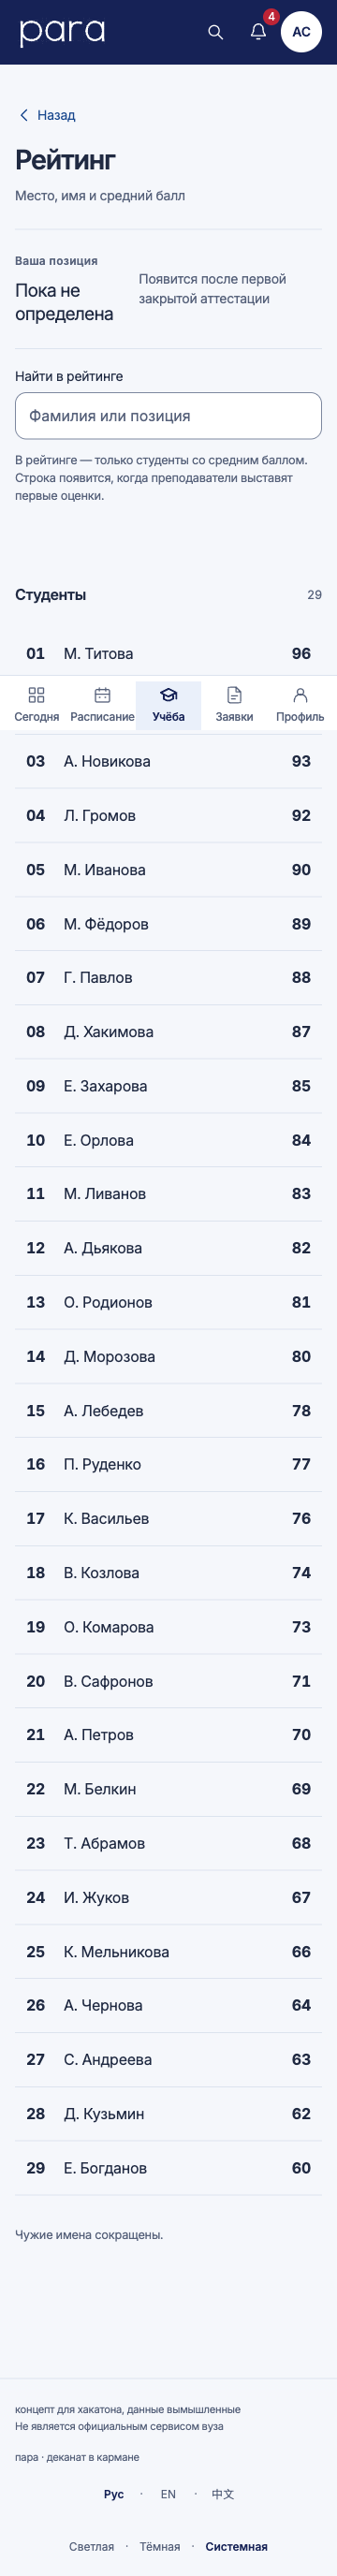 para
4
АС
Назад
Рейтинг
Место, имя и средний балл
Ваша позиция
Пока не
определена
Появится после первой
закрытой аттестации
Найти в рейтинге
Фамилия или позиция
В рейтинге — только студенты со средним баллом.
Строка появится, когда преподаватели выставят
первые оценки.
Студенты 29
01 М. Титова 96
Сегодня Расписание Учёба Заявки Профиль
03 А. Новикова 93
04 Л. Громов 92
05 М. Иванова 90
06 М. Фёдоров 89
07 Г. Павлов 88
08 Д. Хакимова 87
09 Е. Захарова 85
10 Е. Орлова 84
11 М. Ливанов 83
12 А. Дьякова 82
13 О. Родионов 81
14 Д. Морозова 80
15 А. Лебедев 78
16 П. Руденко 77
17 К. Васильев 76
18 В. Козлова 74
19 О. Комарова 73
20 В. Сафронов 71
21 А. Петров 70
22 М. Белкин 69
23 Т. Абрамов 68
24 И. Жуков 67
25 К. Мельникова 66
26 А. Чернова 64
27 С. Андреева 63
28 Д. Кузьмин 62
29 Е. Богданов 60
Чужие имена сокращены.
концепт для хакатона, данные вымышленные
Не является официальным сервисом вуза
пара · деканат в кармане
Рус · EN · 中文
Светлая · Тёмная · Системная